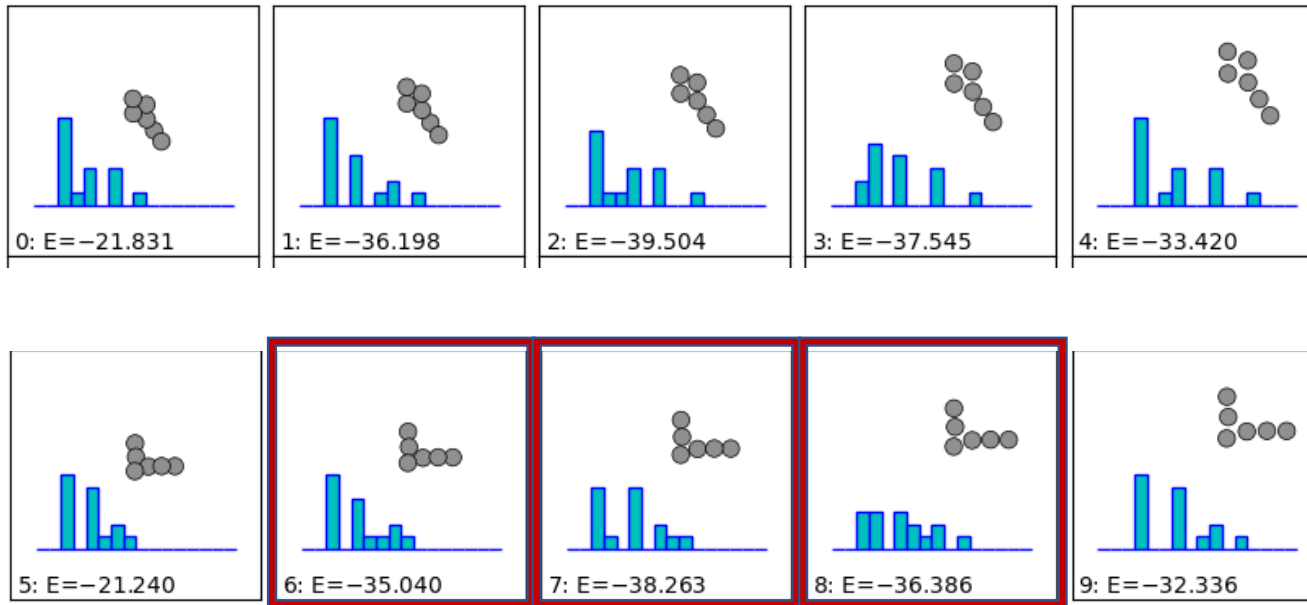 0: E=−21.831
1: E=−36.198
2: E=−39.504
3: E=−37.545
4: E=−33.420
5: E=−21.240
6: E=−35.040
7: E=−38.263
8: E=−36.386
9: E=−32.336